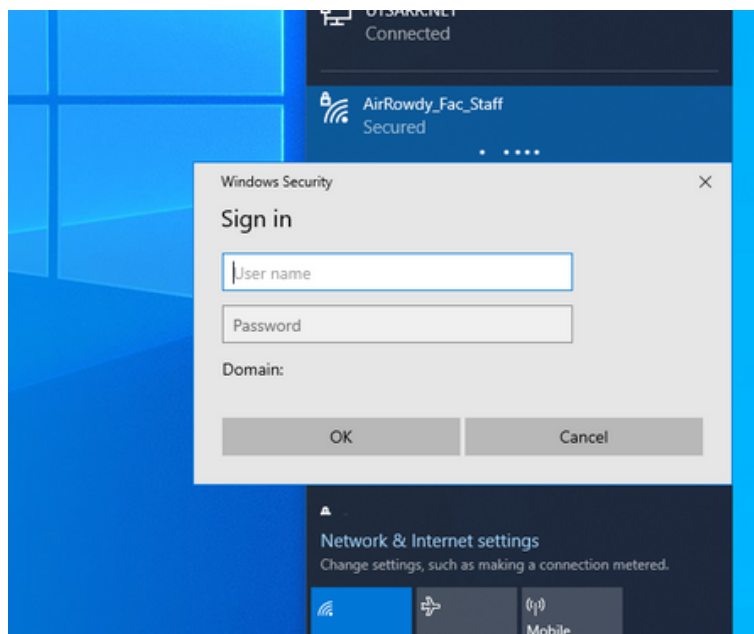 Connected
AirRowdy_Fac_Staff
Secured
Windows Security
Sign in
User name
Password
Domain:
OK
Cancel
Network & Internet settings
Change settings, such as making a connection metered.
Mobile